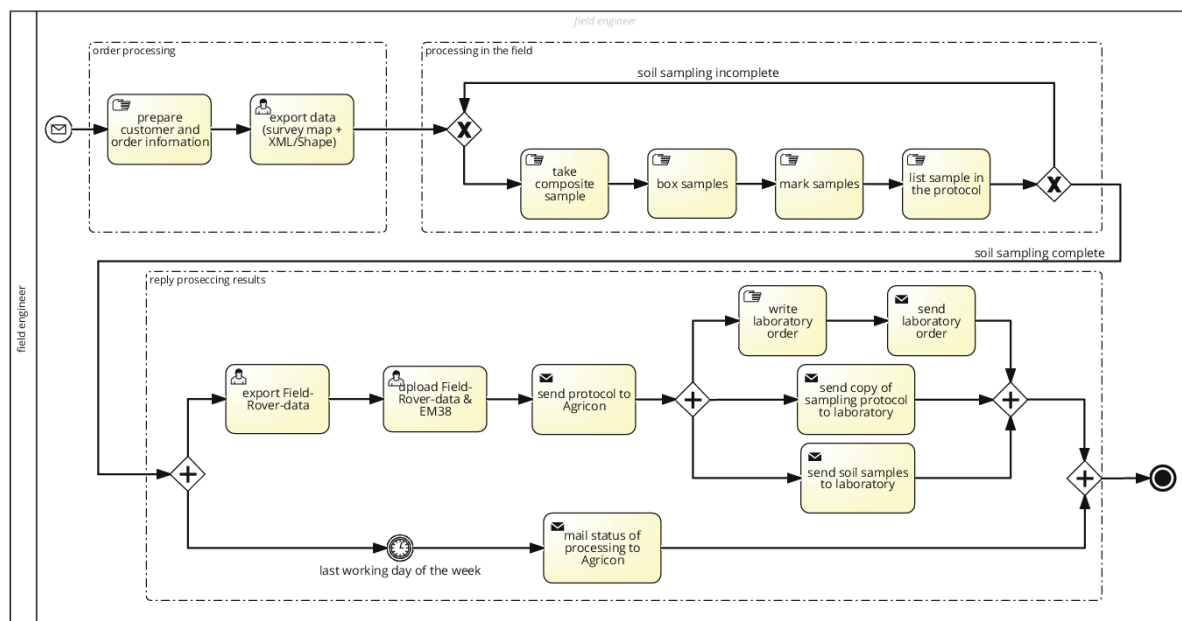 field engineer
field engineer
order processing
prepare
customer and
order infornation
export data
(survey map +
XML/Shape)
processing in the field
soil sampling incomplete
take
composite
sample
box samples
mark samples
list sample in
the protocol
soil sampling complete
reply proseccing results
export Field-
Rover-data
upload Field-
Rover-data &
EM38
send protocol to
Agricon
write
laboratory
order
send
laboratory
order
send copy of
sampling protocol
to laboratory
send soil samples
to laboratory
last working day of the week
mail status of
processing to
Agricon